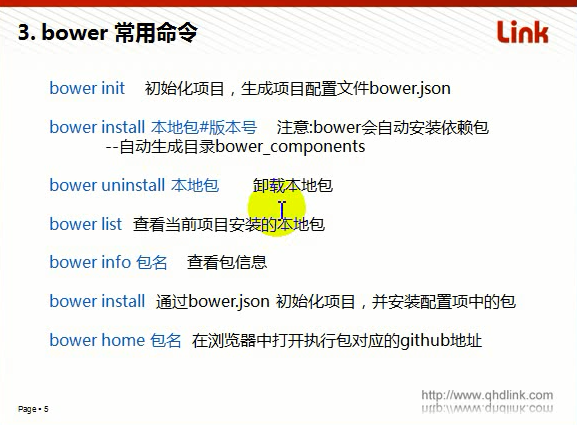 3. bower 常用命令
Link
bower init 初始化项目，生成项目配置文件bower.json
bower install 本地包#版本号 注意:bower会自动安装依赖包
--自动生成目录bower_components
bower uninstall 本地包 卸载本地包
bower list 查看当前项目安装的本地包
bower info 包名 查看包信息
bower install 通过bower.json 初始化项目，并安装配置项中的包
bower home 包名 在浏览器中打开执行包对应的github地址
http://www.qhdlink.com
Page ▪ 5